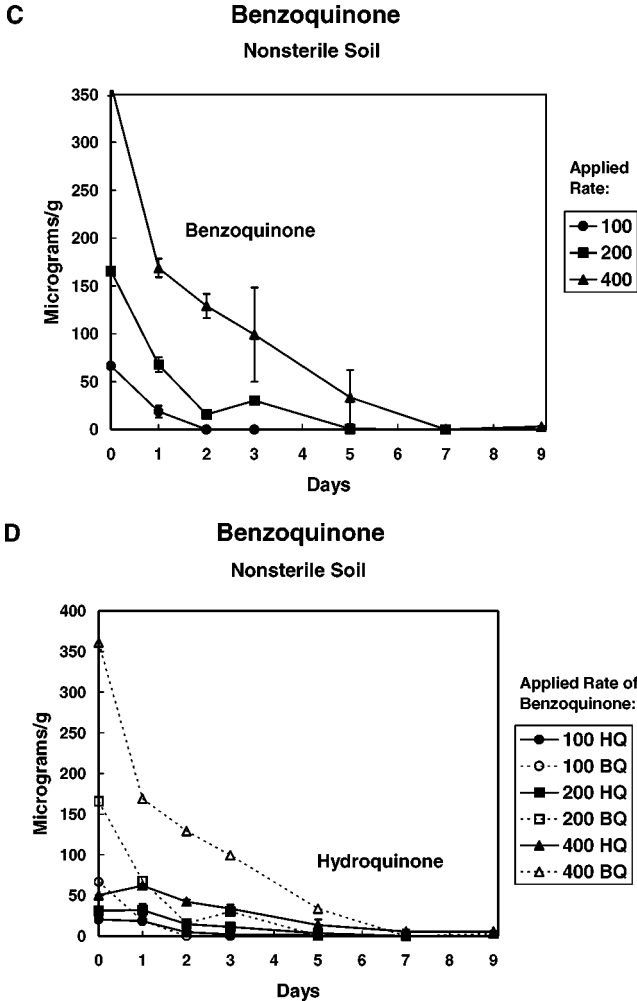 C
Benzoquinone
Nonsterile Soil
350
300
250
200
150
100
50
0
Micrograms/g
Benzoquinone
0 1 2 3 4 5 6 7 8 9
Days
Applied
Rate:
100
200
400
D
Benzoquinone
Nonsterile Soil
400
350
300
250
200
150
100
50
0
Micrograms/g
Hydroquinone
0 1 2 3 4 5 6 7 8 9
Days
Applied Rate of
Benzoquinone:
100 HQ
100 BQ
200 HQ
200 BQ
400 HQ
400 BQ